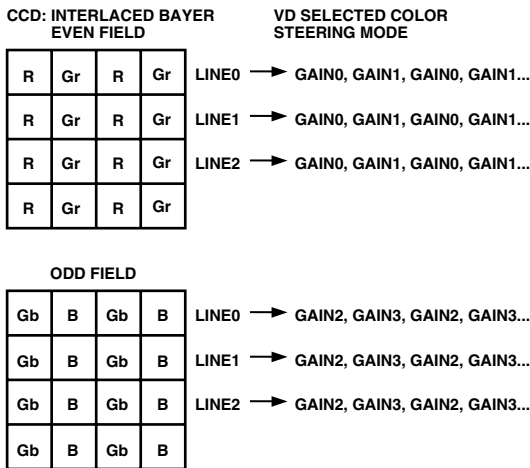 CCD: INTERLACED BAYER
EVEN FIELD
VD SELECTED COLOR
STEERING MODE
R Gr R Gr LINE0 GAIN0, GAIN1, GAIN0, GAIN1...
R Gr R Gr LINE1 GAIN0, GAIN1, GAIN0, GAIN1...
R Gr R Gr LINE2 GAIN0, GAIN1, GAIN0, GAIN1...
R Gr R Gr
ODD FIELD
Gb B Gb B LINE0 GAIN2, GAIN3, GAIN2, GAIN3...
Gb B Gb B LINE1 GAIN2, GAIN3, GAIN2, GAIN3...
Gb B Gb B LINE2 GAIN2, GAIN3, GAIN2, GAIN3...
Gb B Gb B